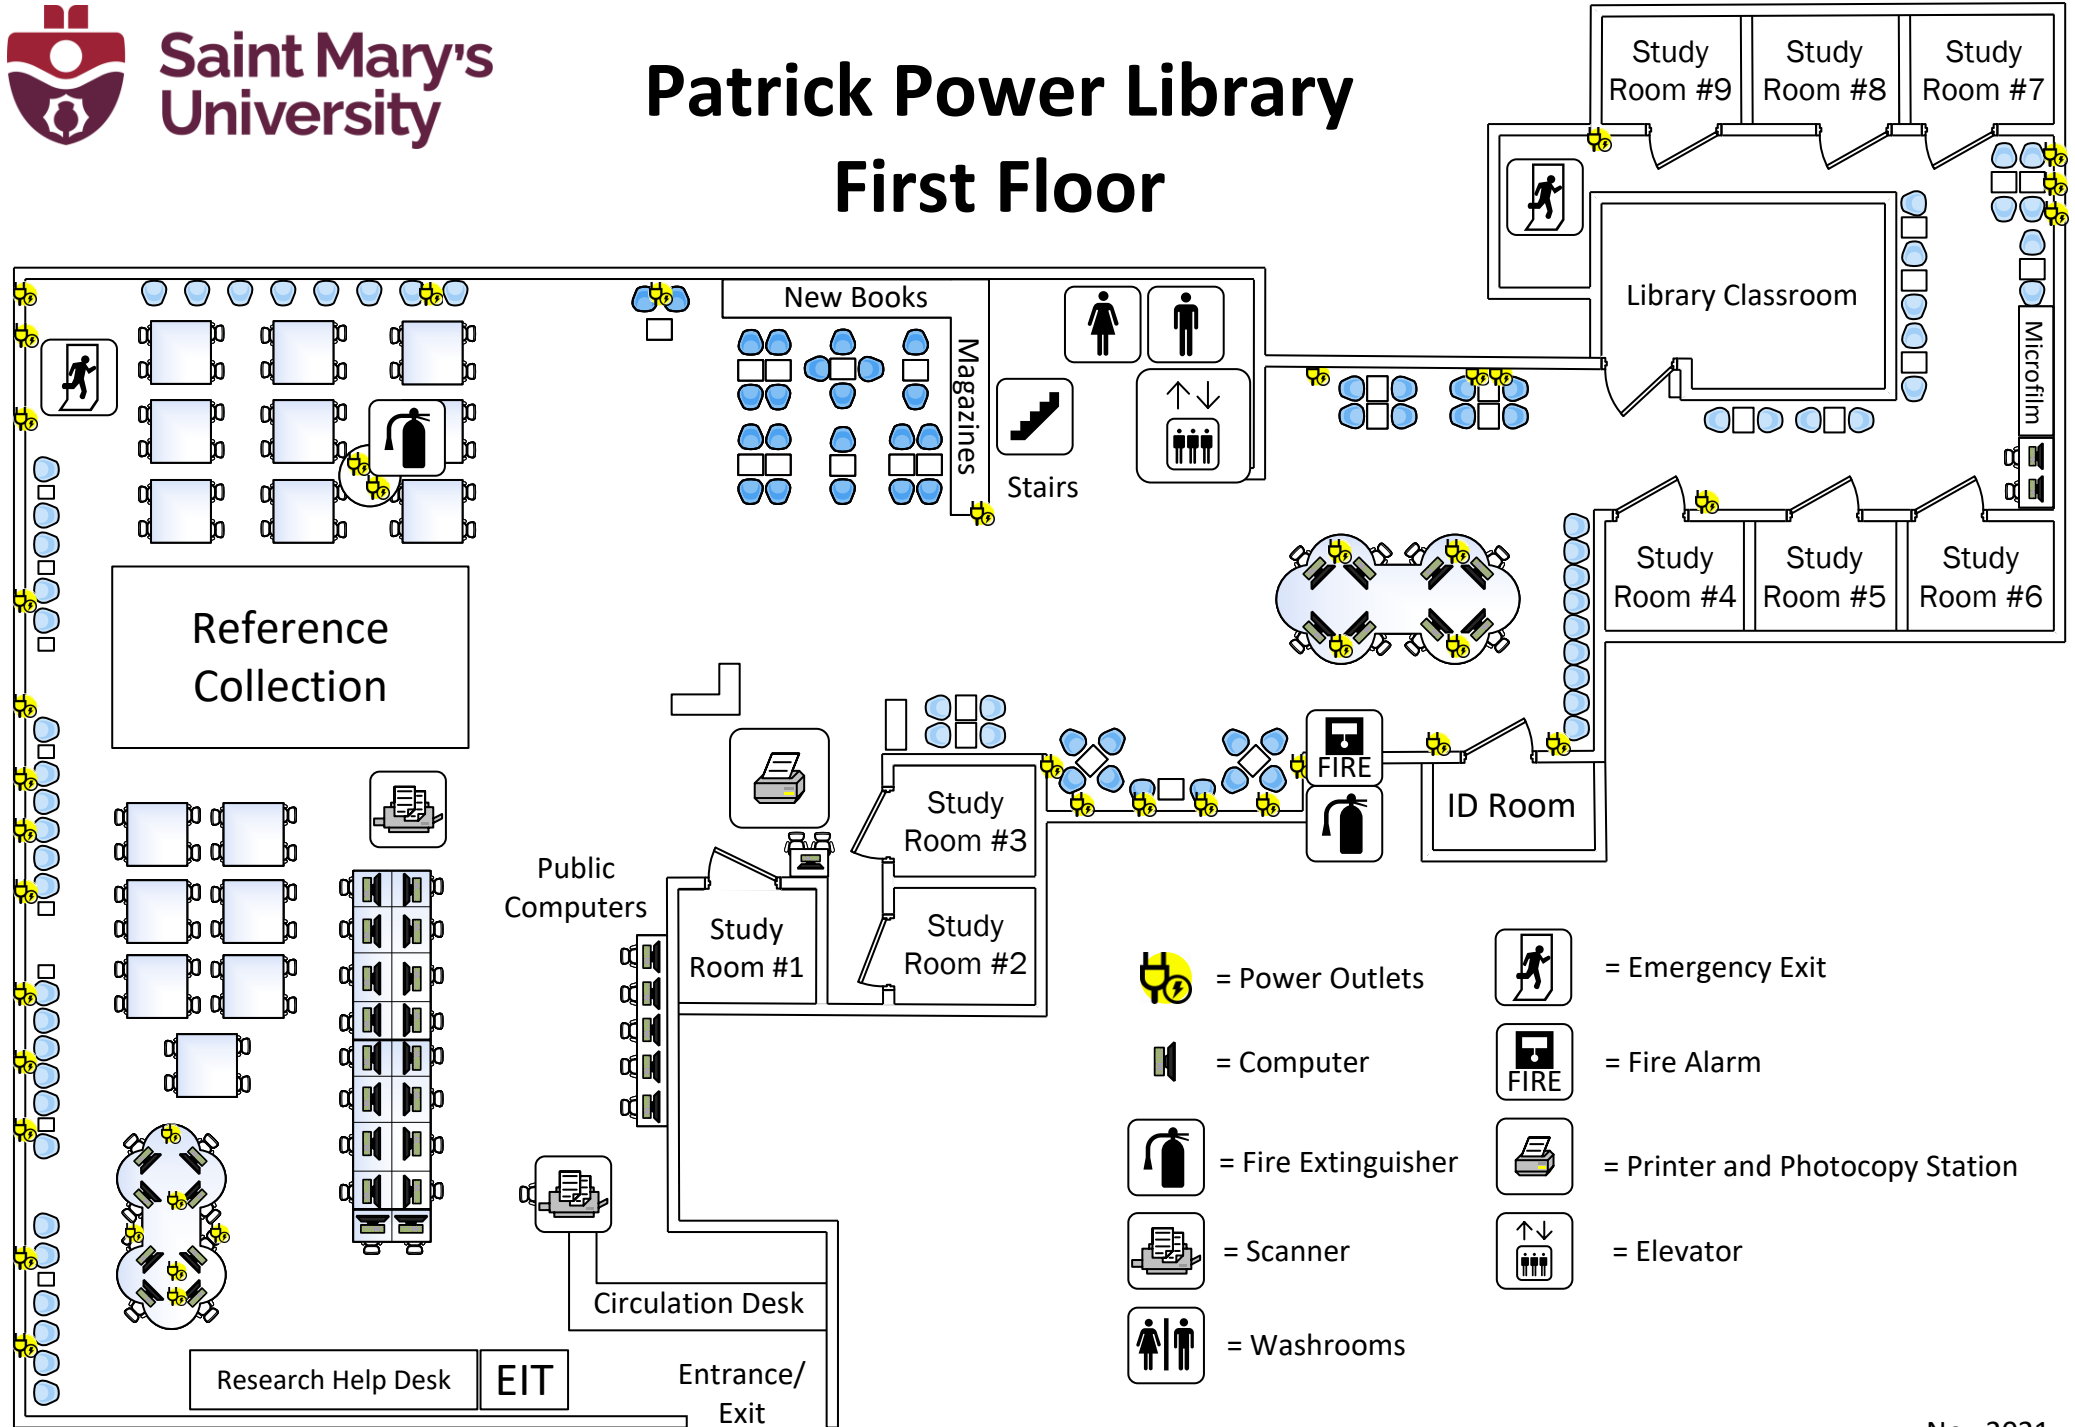 Saint Mary's
University
Patrick Power Library
First Floor
Study
Room #9
Study
Room #8
Study
Room #7
Library Classroom
Microfilm
New Books
Magazines
Stairs
Study
Room #4
Study
Room #5
Study
Room #6
Reference
Collection
FIRE
ID Room
Study
Room #3
Public
Computers
Study
Room #1
Study
Room #2
= Power Outlets
= Emergency Exit
= Computer
FIRE
= Fire Alarm
= Fire Extinguisher
= Printer and Photocopy Station
= Scanner
= Elevator
= Washrooms
Circulation Desk
Research Help Desk
EIT
Entrance/
Exit
2021